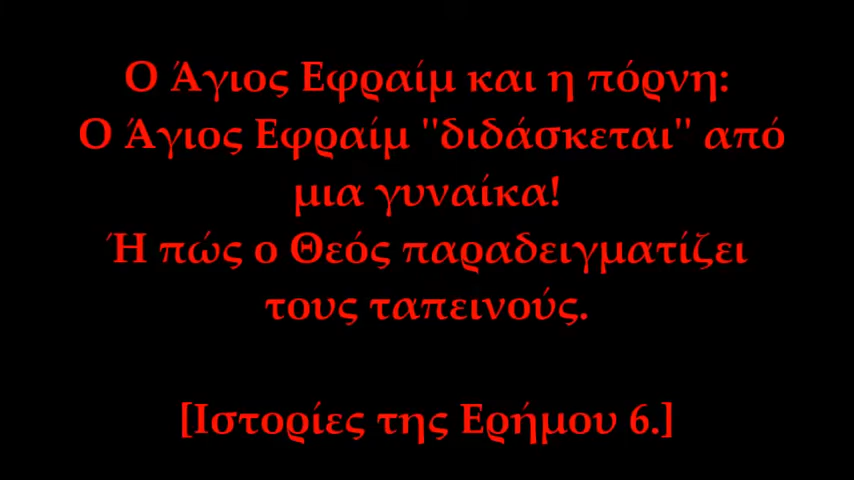 Ο Άγιος Εφραίμ και η πόρνη:
Ο Άγιος Εφραίμ ''διδάσκεται'' από
μια γυναίκα!
Ή πώς ο Θεός παραδειγματίζει
τους ταπεινούς.
[Ιστορίες της Ερήμου 6.]